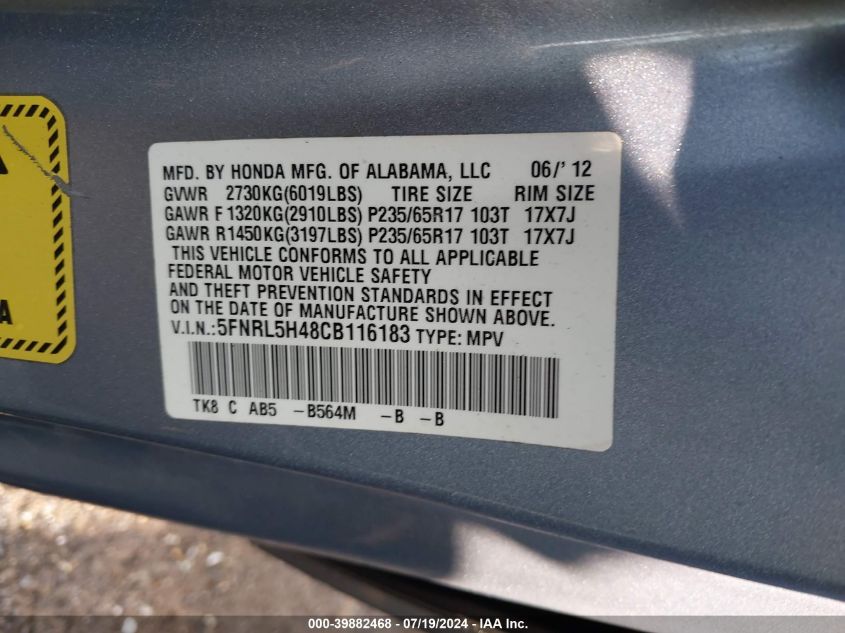 MFD. BY HONDA MFG. OF ALABAMA, LLC 06/' 12
GVWR 2730KG(6019LBS) TIRE SIZE RIM SIZE
GAWR F 1320KG(2910LBS) P235/65R17 103T 17X7J
GAWR R1450KG(3197LBS) P235/65R17 103T 17X7J
THIS VEHICLE CONFORMS TO ALL APPLICABLE
FEDERAL MOTOR VEHICLE SAFETY
AND THEFT PREVENTION STANDARDS IN EFFECT
ON THE DATE OF MANUFACTURE SHOWN ABOVE.
V.I.N.:5FNRL5H48CB116183 TYPE: MPV
TK8 C AB5 -B564M -B -B
000-39882468 - 07/19/2024 - IAA Inc.